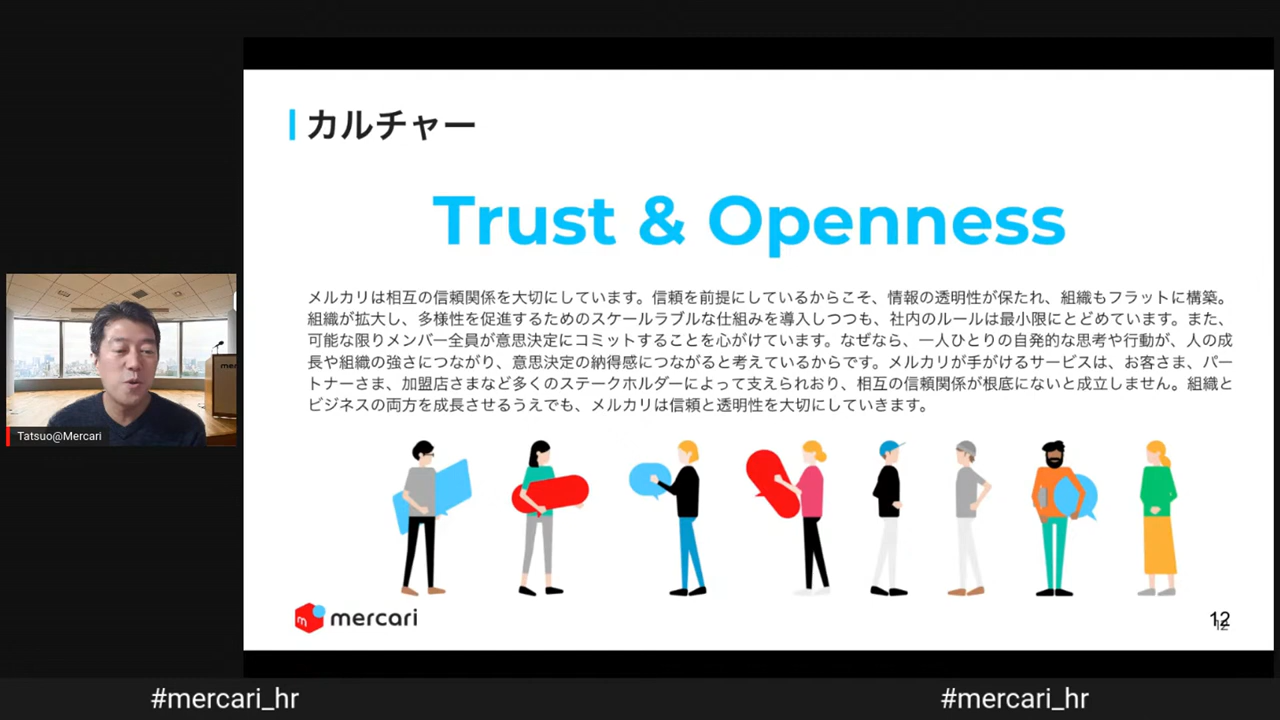 カルチャー
Trust & Openness
メルカリは相互の信頼関係を大切にしています。信頼を前提にしているからこそ、情報の透明性が保たれ、組織もフラットに構築。
組織が拡大し、多様性を促進するためのスケールラブルな仕組みを導入しつつも、社内のルールは最小限にとどめています。また、
可能な限りメンバー全員が意思決定にコミットすることを心がけています。なぜなら、一人ひとりの自発的な思考や行動が、人の成
長や組織の強さにつながり、意思決定の納得感につながると考えているからです。メルカリが手がけるサービスは、お客さま、パー
トナーさま、加盟店さまなど多くのステークホルダーによって支えられおり、相互の信頼関係が根底にないと成立しません。組織と
ビジネスの両方を成長させるうえでも、メルカリは信頼と透明性を大切にしていきます。
mer
Tatsuo@Mercari
m mercari
12
12
#mercari_hr
#mercari_hr